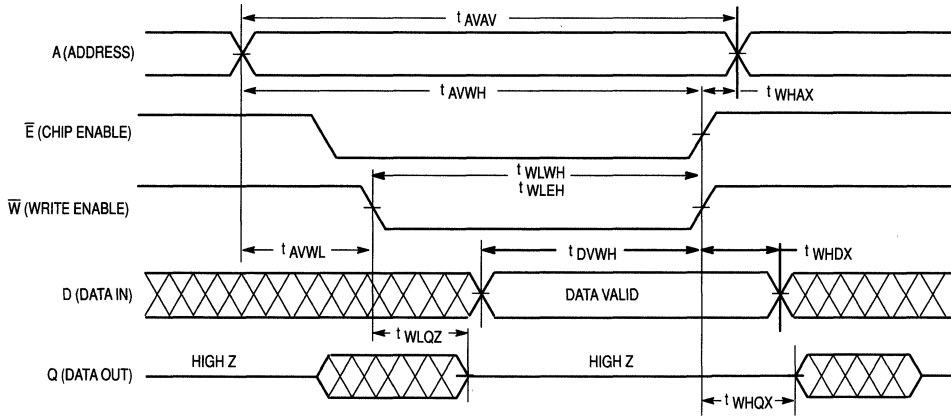 t AVAV
A (ADDRESS)
t AVWH
t WHAX
E (CHIP ENABLE)
t WLWH
t WLEH
W (WRITE ENABLE)
t AVWL
t DVWH
t WHDX
D (DATA IN)
DATA VALID
t WLQZ
HIGH Z
HIGH Z
Q (DATA OUT)
t WHQX